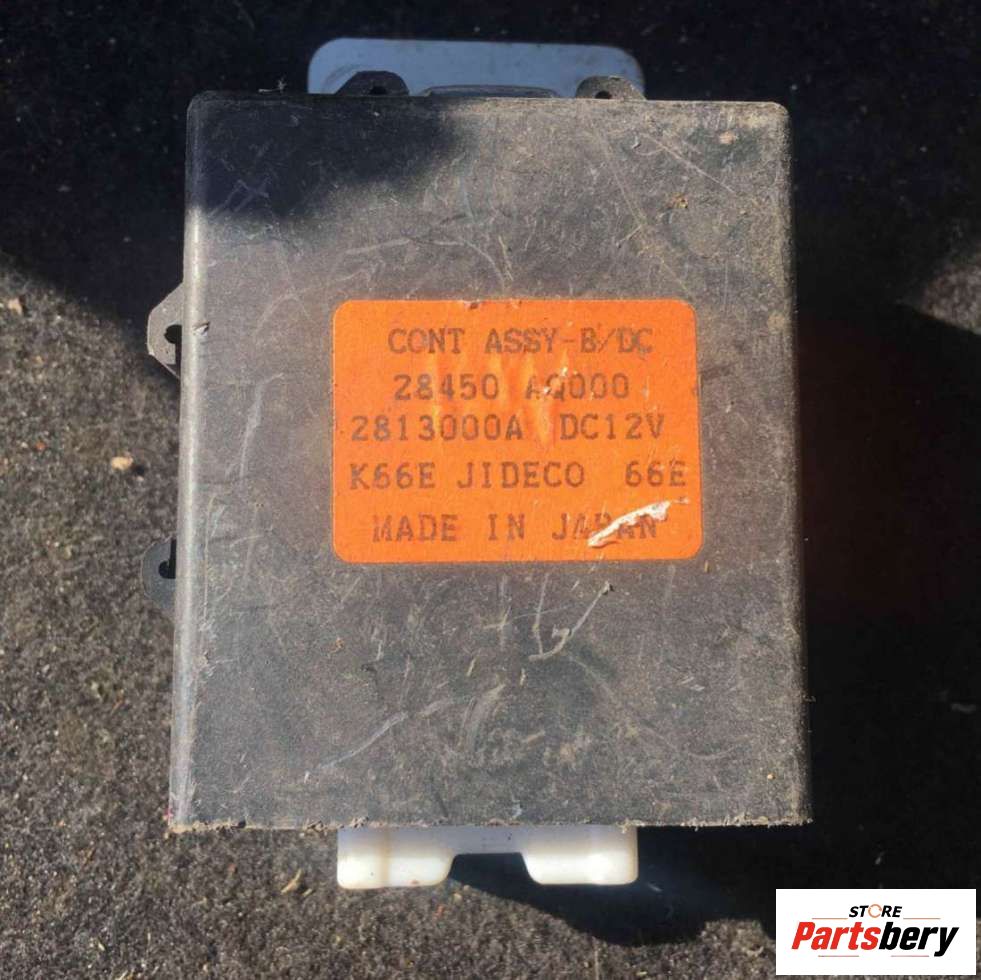 CONT ASSY-B/DC
28450 AQ000
2813000A DC12V
K66E JIDECO 66E
MADE IN JAPAN
STORE
Partsbery